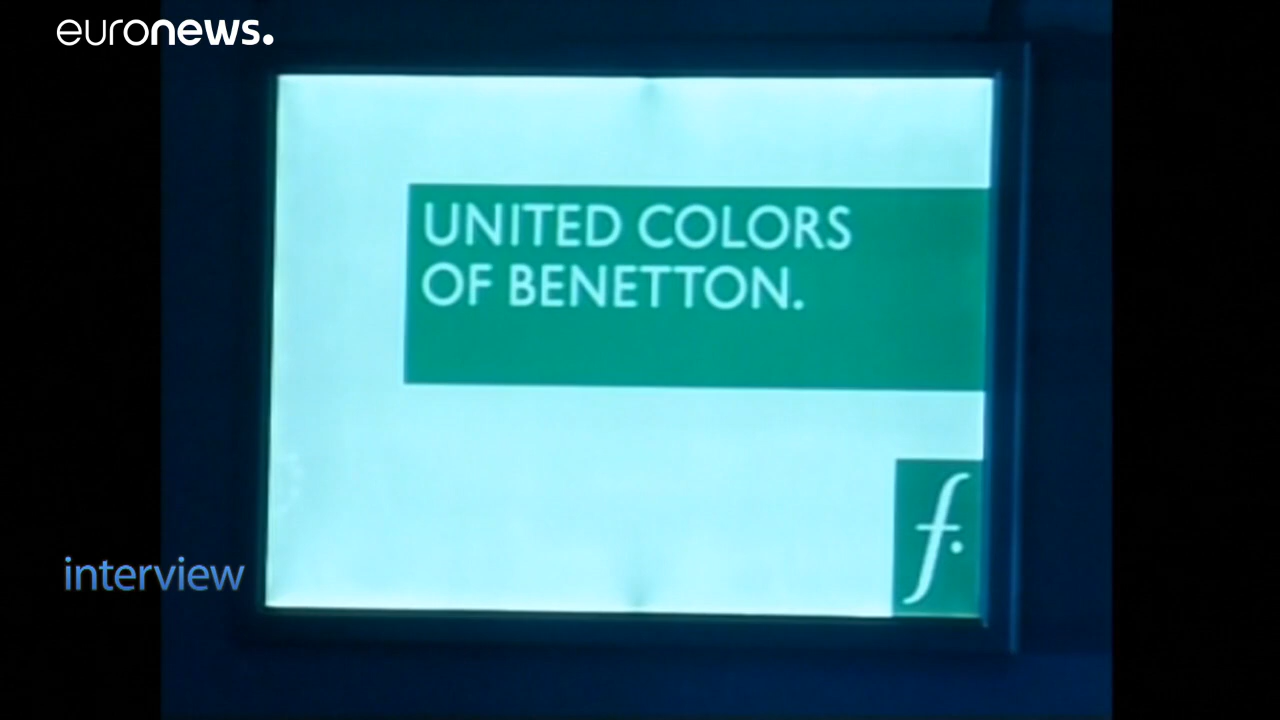 euronews.
UNITED COLORS
OF BENETTON.
f.
interview